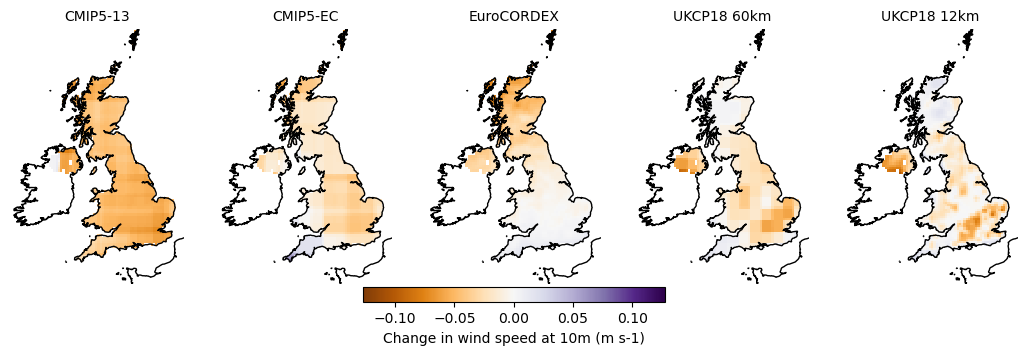 CMIP5-13 CMIP5-EC EuroCORDEX UKCP18 60km UKCP18 12km
−0.10 −0.05 0.00 0.05 0.10
Change in wind speed at 10m (m s-1)